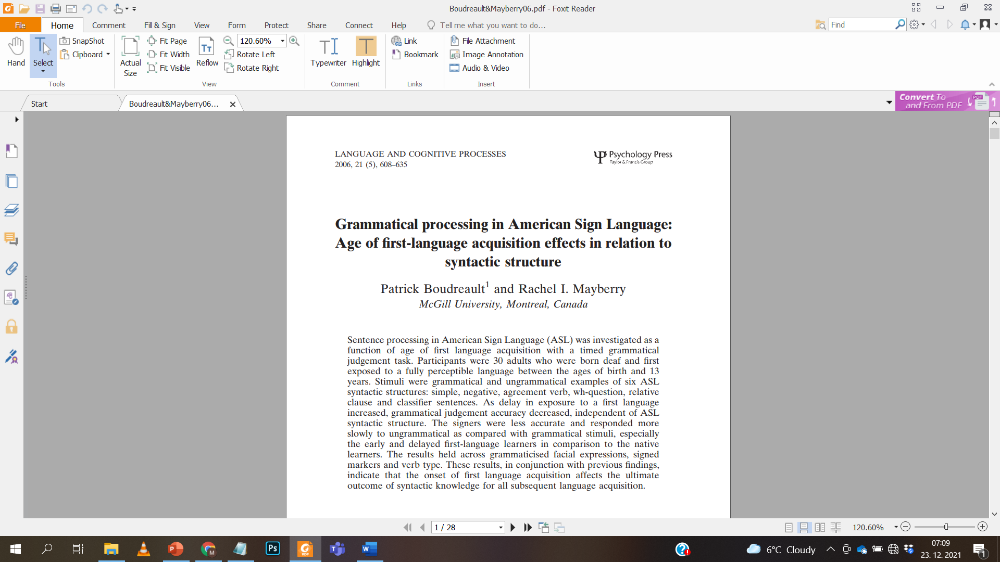 Boudreault&Mayberry06.pdf - Foxit Reader
File Home Comment Fill & Sign View Form Protect Share Connect Help Tell me what you want to do... Find
Hand
Select
SnapShot
Clipboard
Tools
Actual Size
Fit Page
Fit Width
Fit Visible
Reflow
120.60%
Rotate Left
Rotate Right
View
Typewriter
Highlight
Comment
Link
Bookmark
Links
File Attachment
Image Annotation
Audio & Video
Insert
Start Boudreault&Mayberry06...
Convert To
and From PDF
PDF
LANGUAGE AND COGNITIVE PROCESSES
2006, 21 (5), 608–635
Psychology Press
Taylor & Francis Group
Grammatical processing in American Sign Language:
Age of first-language acquisition effects in relation to
syntactic structure
Patrick Boudreault1 and Rachel I. Mayberry
McGill University, Montreal, Canada
Sentence processing in American Sign Language (ASL) was investigated as a
function of age of first language acquisition with a timed grammatical
judgement task. Participants were 30 adults who were born deaf and first
exposed to a fully perceptible language between the ages of birth and 13
years. Stimuli were grammatical and ungrammatical examples of six ASL
syntactic structures: simple, negative, agreement verb, wh-question, relative
clause and classifier sentences. As delay in exposure to a first language
increased, grammatical judgement accuracy decreased, independent of ASL
syntactic structure. The signers were less accurate and responded more
slowly to ungrammatical as compared with grammatical stimuli, especially
the early and delayed first-language learners in comparison to the native
learners. The results held across grammaticised facial expressions, signed
markers and verb type. These results, in conjunction with previous findings,
indicate that the onset of first language acquisition affects the ultimate
outcome of syntactic knowledge for all subsequent language acquisition.
1 / 28
120.60%
6°C Cloudy
07:09
23. 12. 2021
1